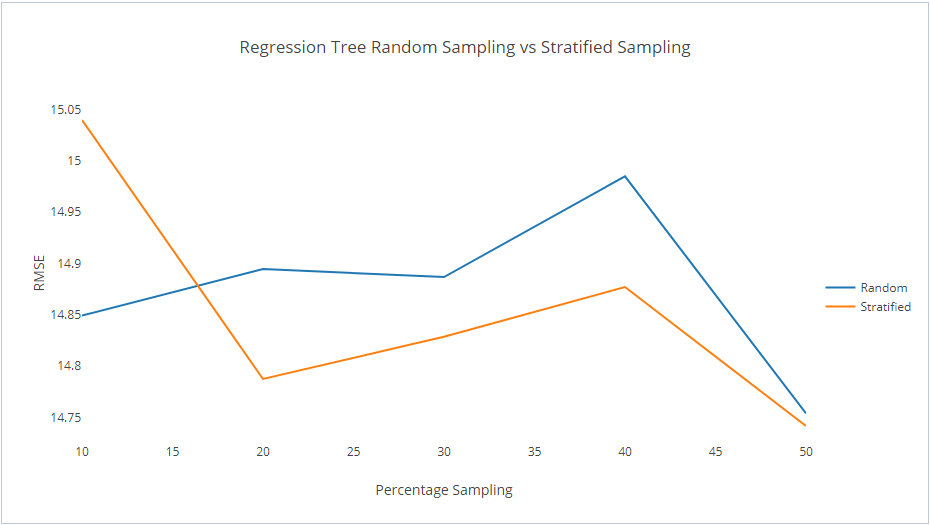 Regression Tree Random Sampling vs Stratified Sampling
15.05
15
14.95
14.9
14.85
14.8
14.75
RMSE
10 15 20 25 30 35 40 45 50
Percentage Sampling
Random
Stratified